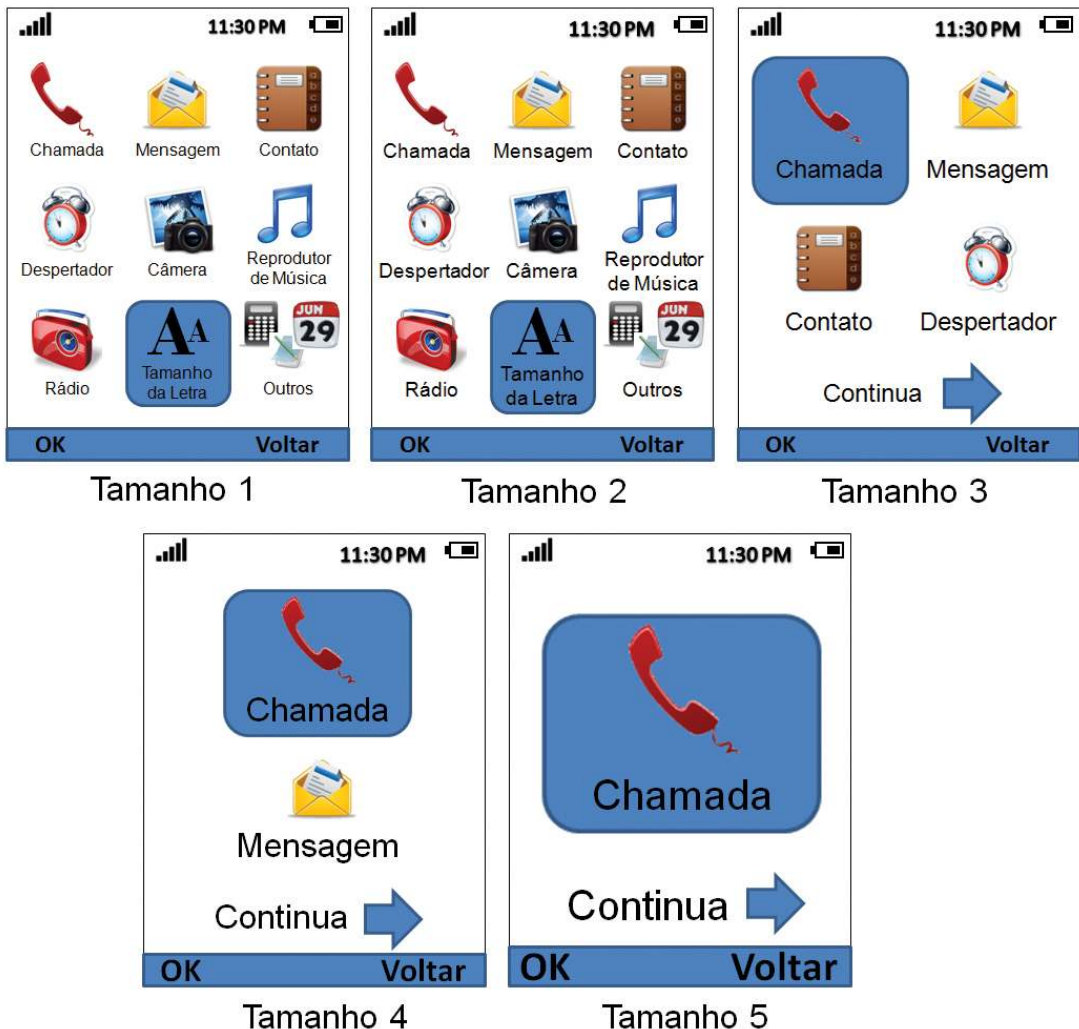 11:30 PM
Chamada Mensagem Contato
a
b
c
d
e
Despertador Câmera Reprodutor
de Música
JUN
29
AA
Rádio Tamanho
da Letra Outros
OK Voltar
Tamanho 1
11:30 PM
Chamada Mensagem Contato
a
b
c
d
e
Despertador Câmera Reprodutor
de Música
JUN
29
AA
Rádio Tamanho
da Letra Outros
OK Voltar
Tamanho 2
11:30 PM
Chamada Mensagem
a
b
c
d
e
Contato Despertador
Continua
OK Voltar
Tamanho 3
11:30 PM
Chamada
Mensagem
Continua
OK Voltar
Tamanho 4
11:30 PM
Chamada
Continua
OK Voltar
Tamanho 5